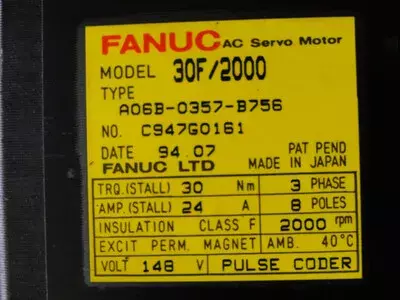 FANUC AC Servo Motor
MODEL 30F/2000
TYPE
A06B-0357-B756
NO. C947G0161
DATE 94.07 PAT PEND
FANUC LTD MADE IN JAPAN
TRQ.(STALL) 30 Nm 3 PHASE
AMP.(STALL) 24 A 8 POLES
INSULATION CLASS F 2000 rpm
EXCIT PERM. MAGNET AMB. 40°C
VOLT 148 V PULSE CODER